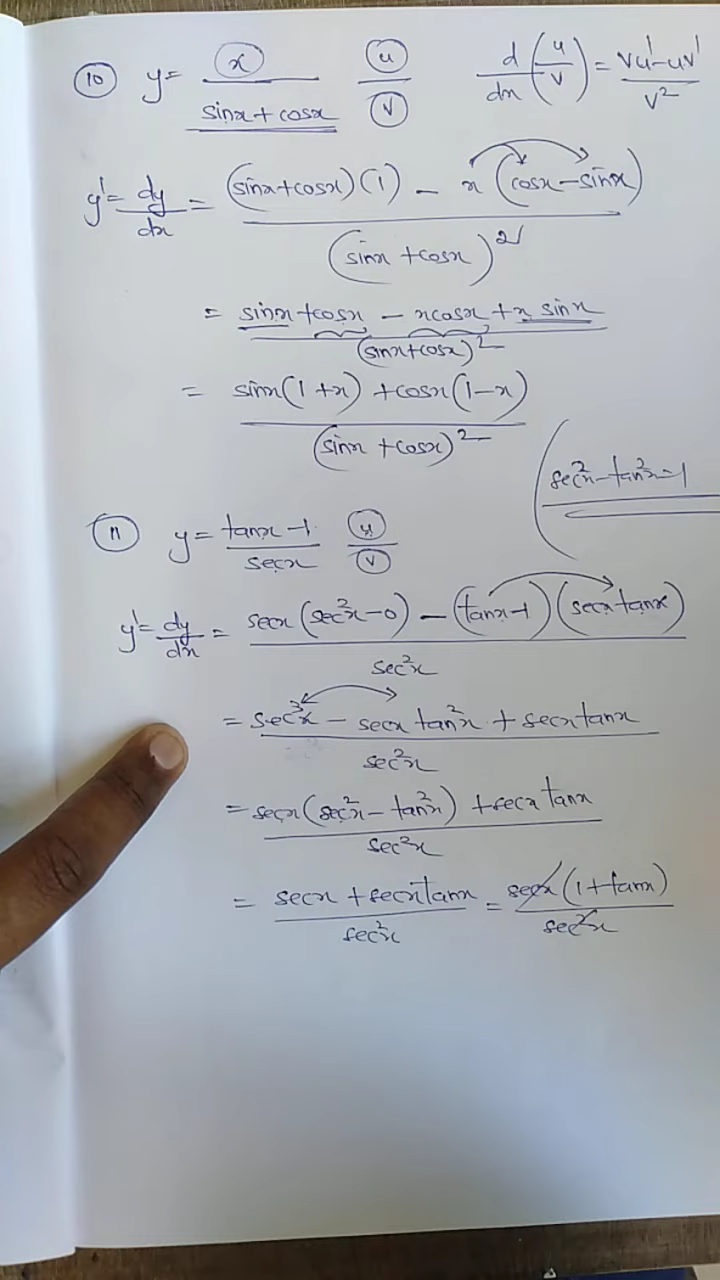 (10) y = x / (sinx + cosx)   u / v   d/dx (u/v) = (vu' - uv') / v²
y' = dy/dx = ((sinx + cosx)(1) - x(cosx - sinx)) / (sinx + cosx)²
= (sinx + cosx - xcosx + x sinx) / (sinx + cosx)²
= (sinx(1 + x) + cosx(1 - x)) / (sinx + cosx)²
sec²x - tan²x = 1
(11) y = (tanx - 1) / secx   u / v
y' = dy/dx = (secx(sec²x - 0) - (tanx - 1)(secx tanx)) / sec²x
= (sec³x - secx tan²x + secx tanx) / sec²x
= (secx(sec²x - tan²x) + secx tanx) / sec²x
= (secx + secx tanx) / sec²x = secx(1 + tanx) / sec²x